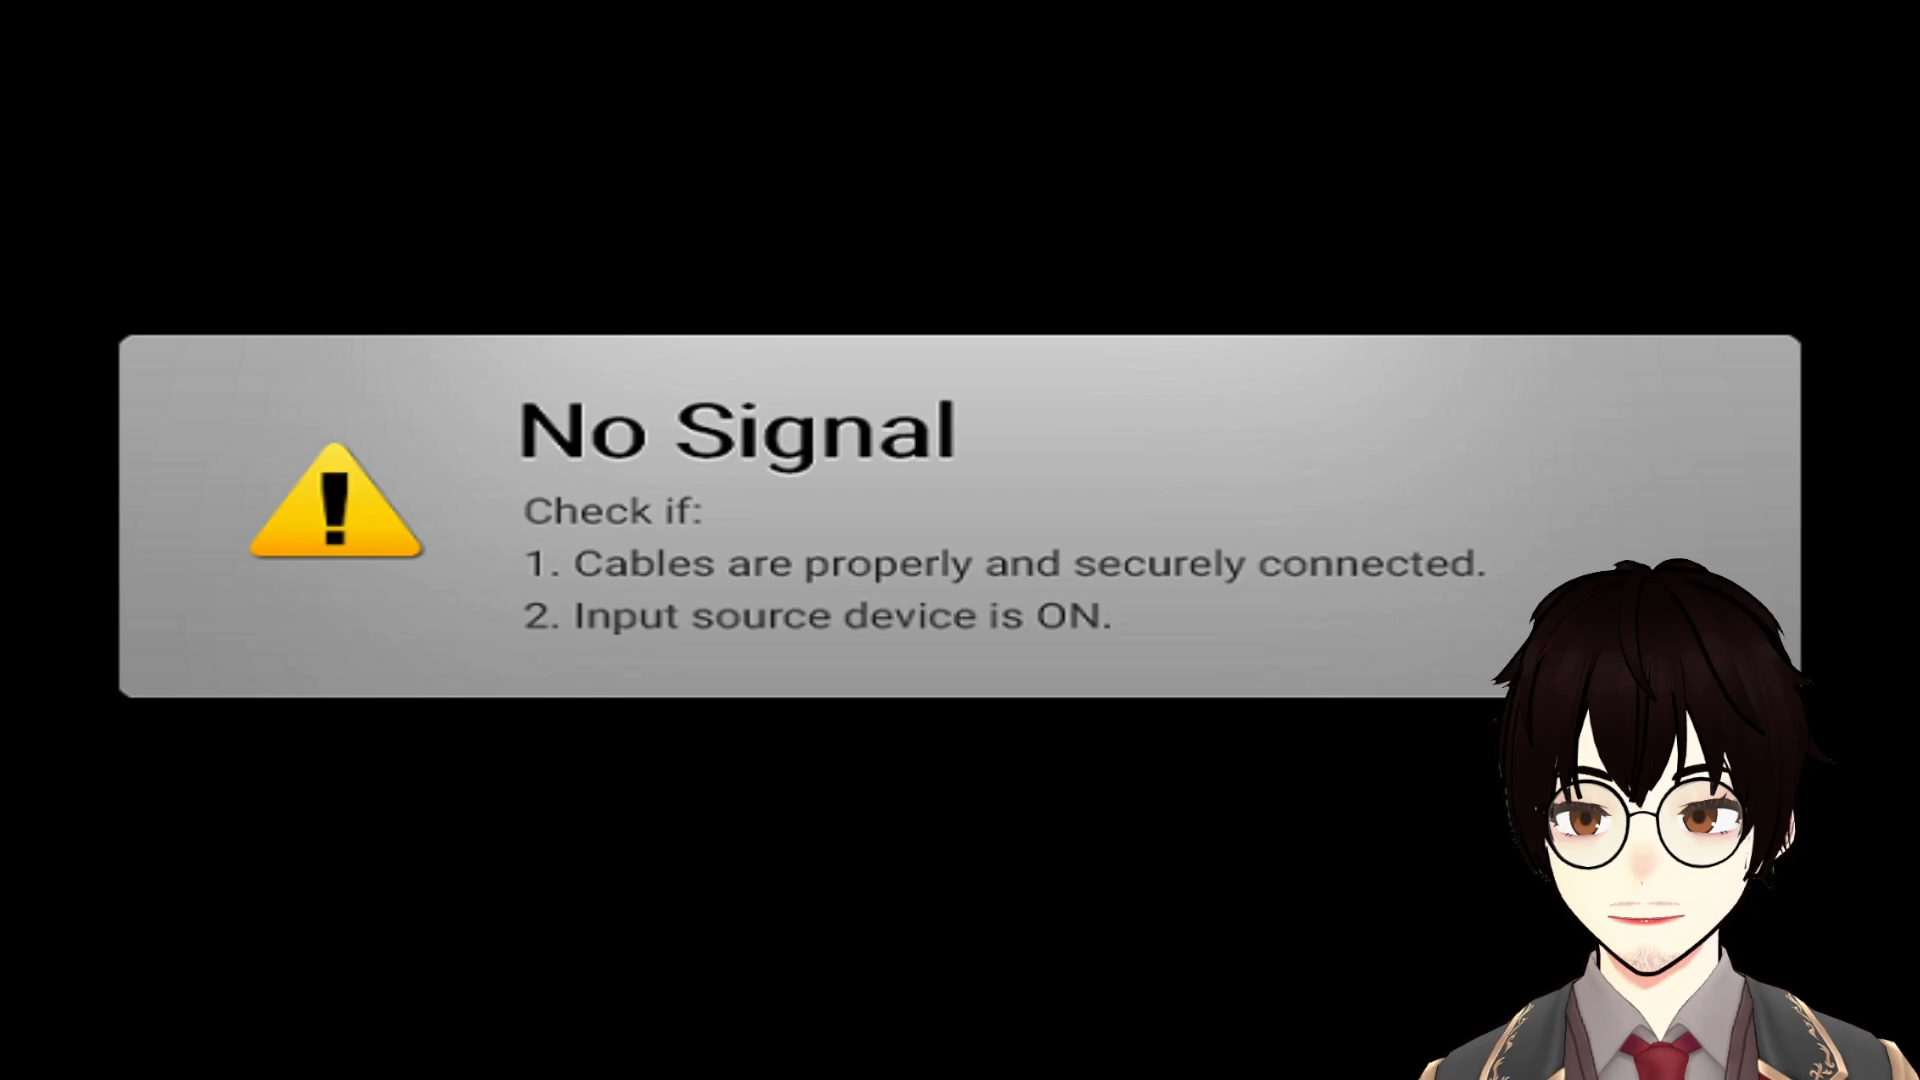 No Signal
Check if:
1. Cables are properly and securely connected.
2. Input source device is ON.